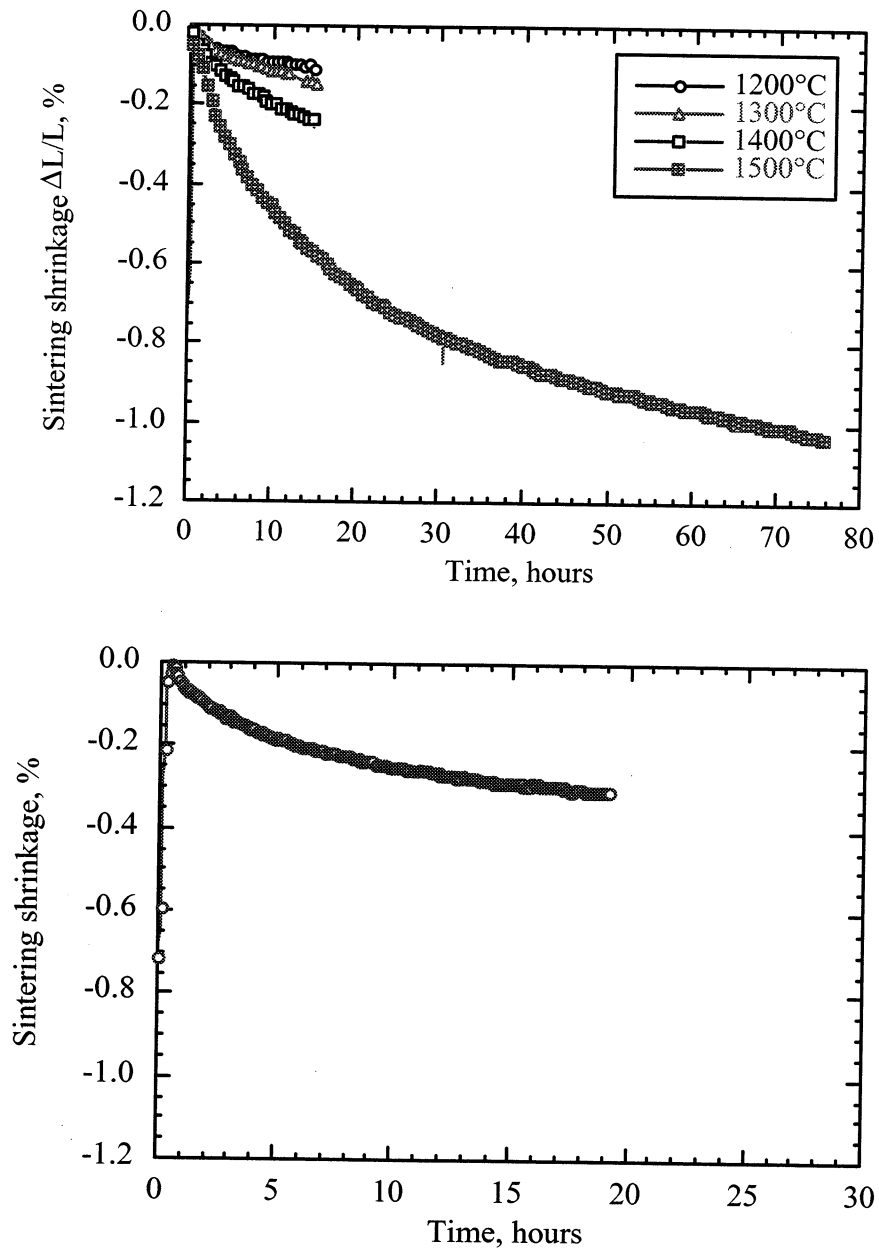 0.0
-0.2
-0.4
-0.6
-0.8
-1.0
-1.2
Sintering shrinkage ΔL/L, %
1200°C
1300°C
1400°C
1500°C
0 10 20 30 40 50 60 70 80
Time, hours
0.0
-0.2
-0.4
-0.6
-0.8
-1.0
-1.2
Sintering shrinkage, %
0 5 10 15 20 25 30
Time, hours